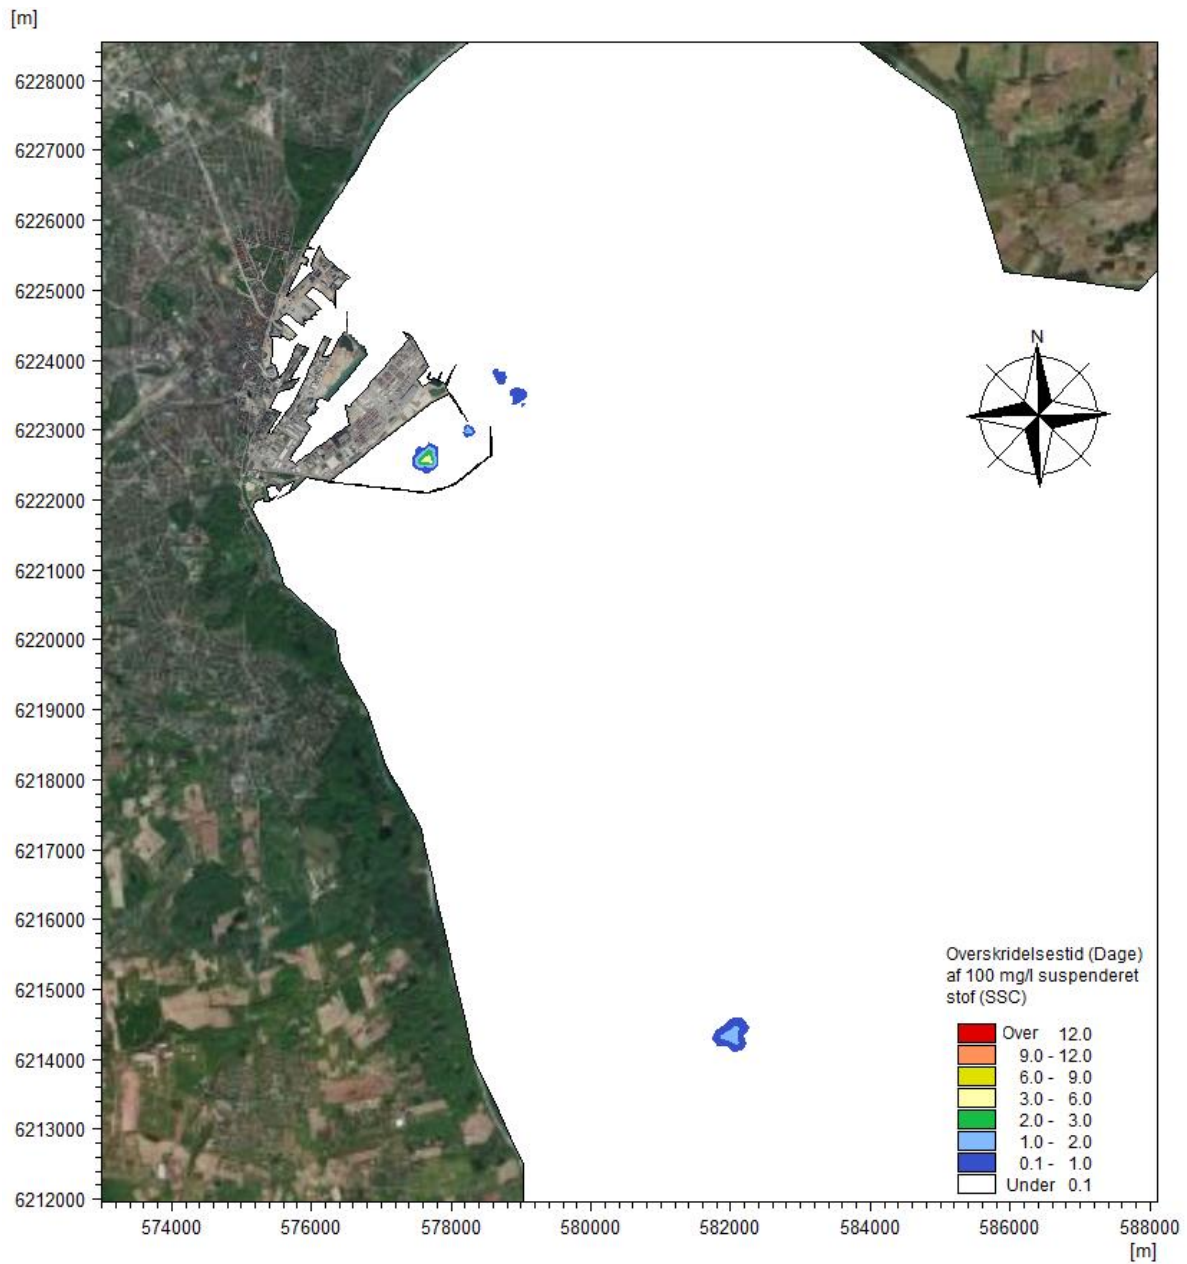 [m]
6228000
6227000
6226000
6225000
6224000
6223000
6222000
6221000
6220000
6219000
6218000
6217000
6216000
6215000
6214000
6213000
6212000
N
Overskridelsestid (Dage)
af 100 mg/l suspenderet
stof (SSC)
Over 12.0
9.0 - 12.0
6.0 - 9.0
3.0 - 6.0
2.0 - 3.0
1.0 - 2.0
0.1 - 1.0
Under 0.1
574000 576000 578000 580000 582000 584000 586000 588000
[m]